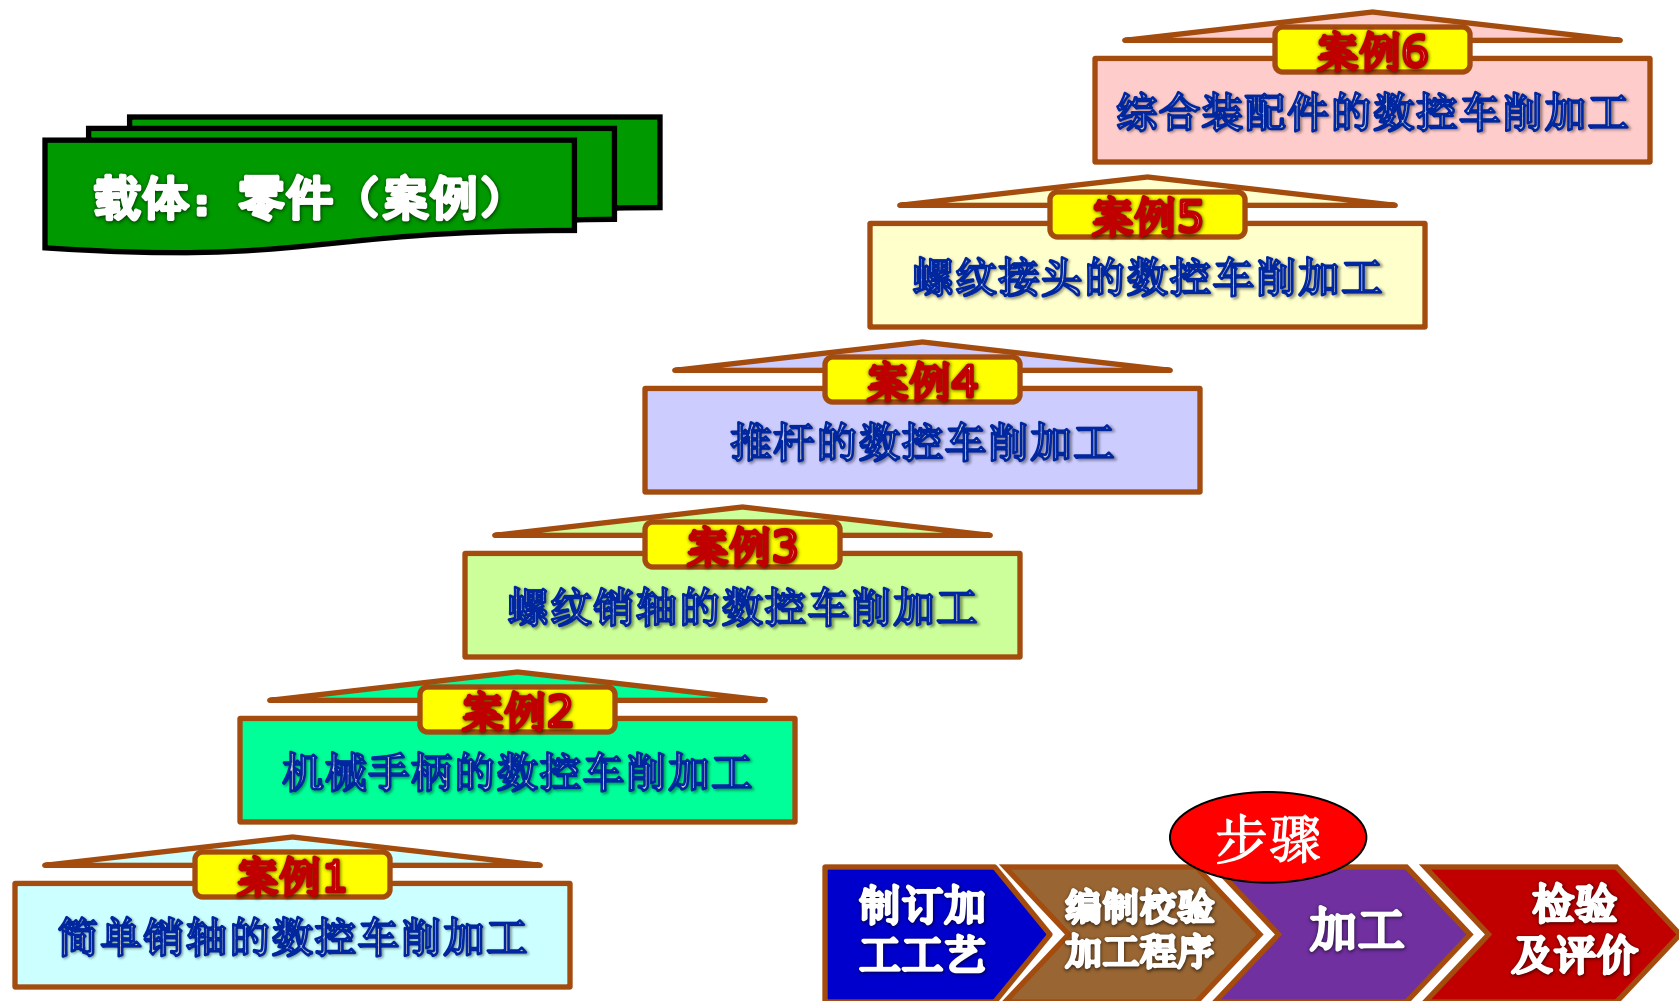 案例6
综合装配件的数控车削加工
载体：零件（案例）
案例5
螺纹接头的数控车削加工
案例4
推杆的数控车削加工
案例3
螺纹销轴的数控车削加工
案例2
机械手柄的数控车削加工
案例1
简单销轴的数控车削加工
步骤
制订加
工工艺
编制校验
加工程序
加工
检验
及评价